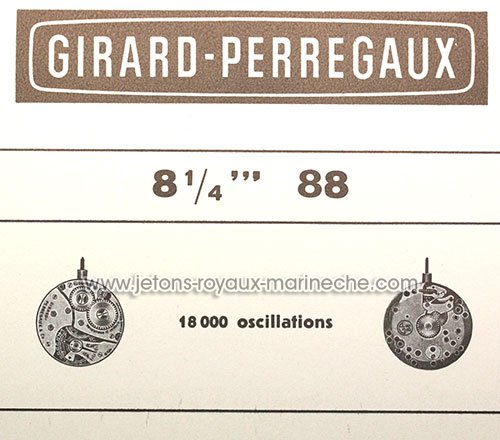 GIRARD-PERREGAUX
8 1/4 ''' 88
www.jetons-royaux-marineche.com
18 000 oscillations